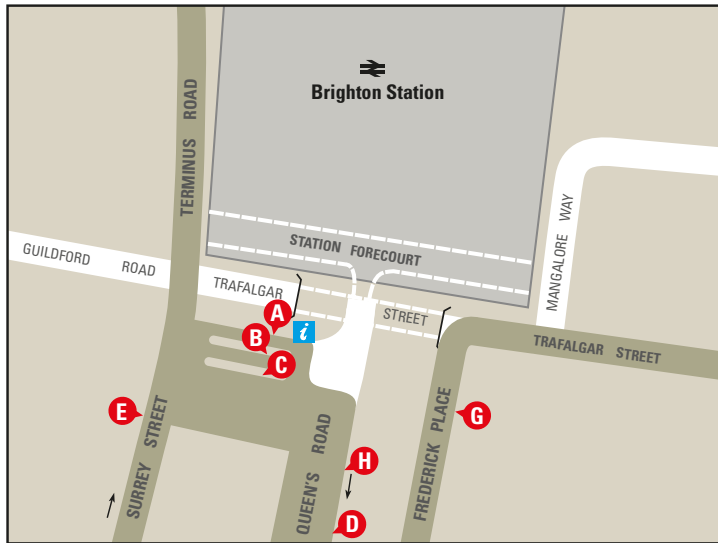 Brighton Station
TERMINUS ROAD
STATION FORECOURT
MANGALORE WAY
GUILDFORD ROAD
TRAFALGAR STREET
A
i
B
C
TRAFALGAR STREET
E
SURREY STREET
QUEEN'S ROAD
FREDERICK PLACE
G
H
D